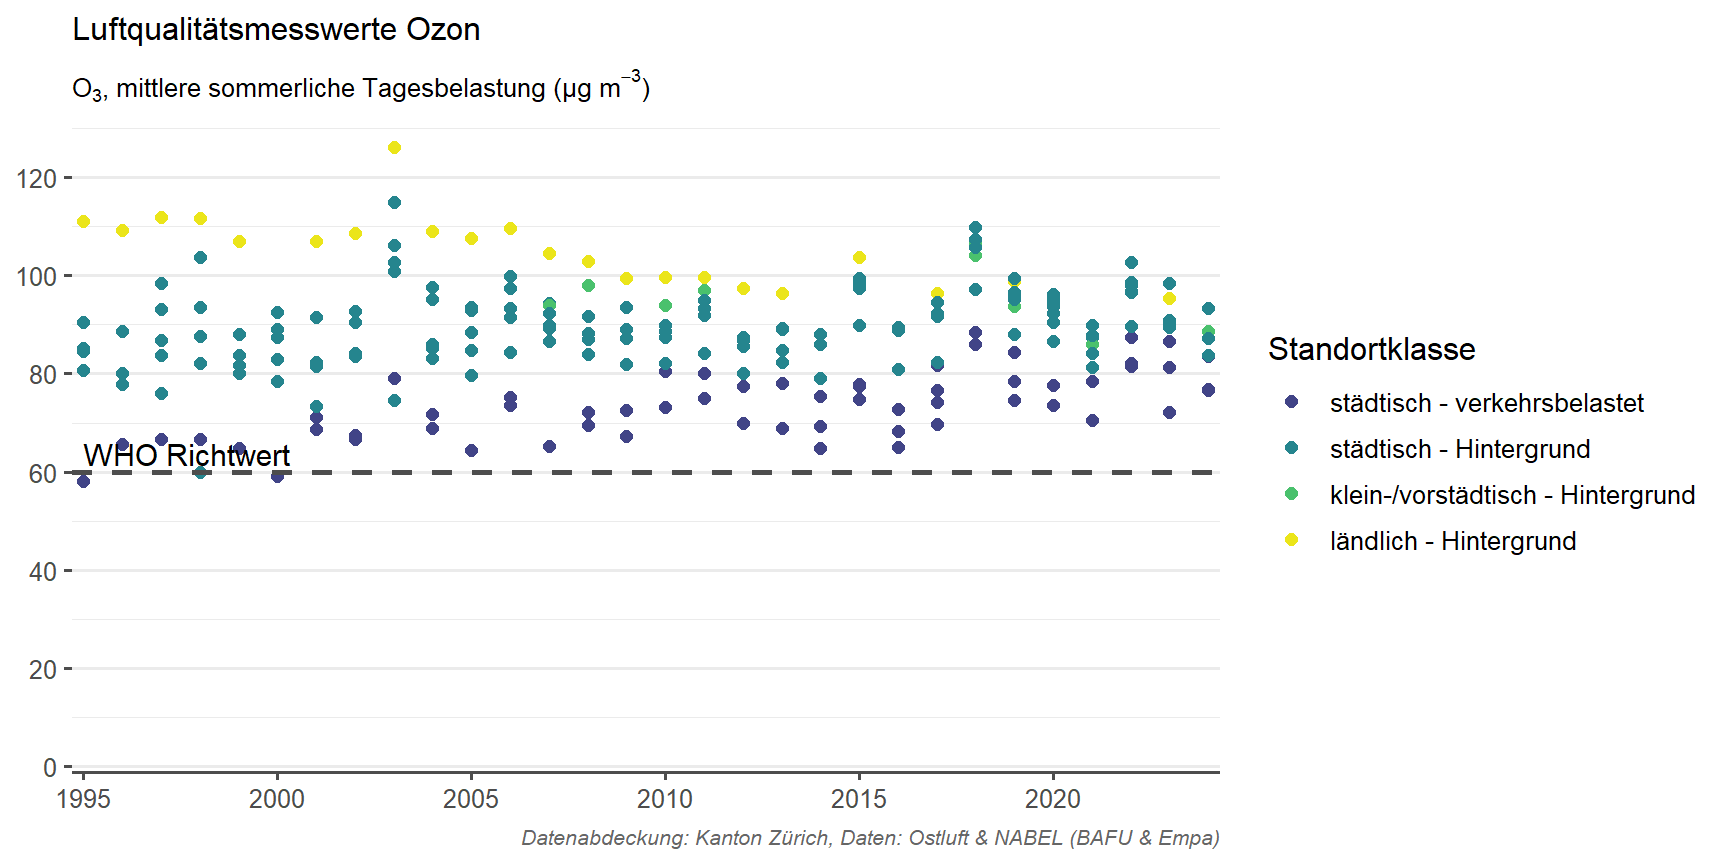 Luftqualitätsmesswerte Ozon
O₃, mittlere sommerliche Tagesbelastung (µg m⁻³)
120
100
80
60
40
20
0
WHO Richtwert
1995 2000 2005 2010 2015 2020
Datenabdeckung: Kanton Zürich, Daten: Ostluft & NABEL (BAFU & Empa)
Standortklasse
städtisch - verkehrsbelastet
städtisch - Hintergrund
klein-/vorstädtisch - Hintergrund
ländlich - Hintergrund